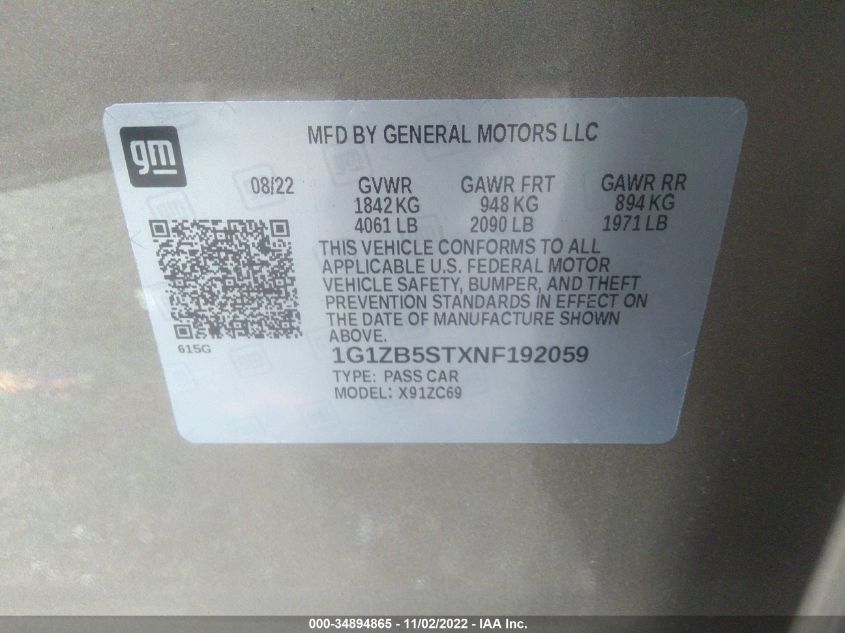 gm
MFD BY GENERAL MOTORS LLC
08/22 GVWR GAWR FRT GAWR RR
1842 KG 948 KG 894 KG
4061 LB 2090 LB 1971 LB
THIS VEHICLE CONFORMS TO ALL
APPLICABLE U.S. FEDERAL MOTOR
VEHICLE SAFETY, BUMPER, AND THEFT
PREVENTION STANDARDS IN EFFECT ON
THE DATE OF MANUFACTURE SHOWN
ABOVE.
615G
1G1ZB5STXNF192059
TYPE: PASS CAR
MODEL: X91ZC69
000-34894865 - 11/02/2022 - IAA Inc.